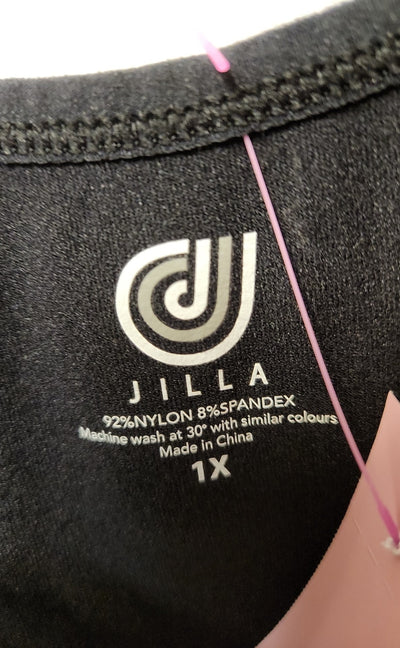 JILLA
92%NYLON 8%SPANDEX
Machine wash at 30° with similar colours
Made in China
1X